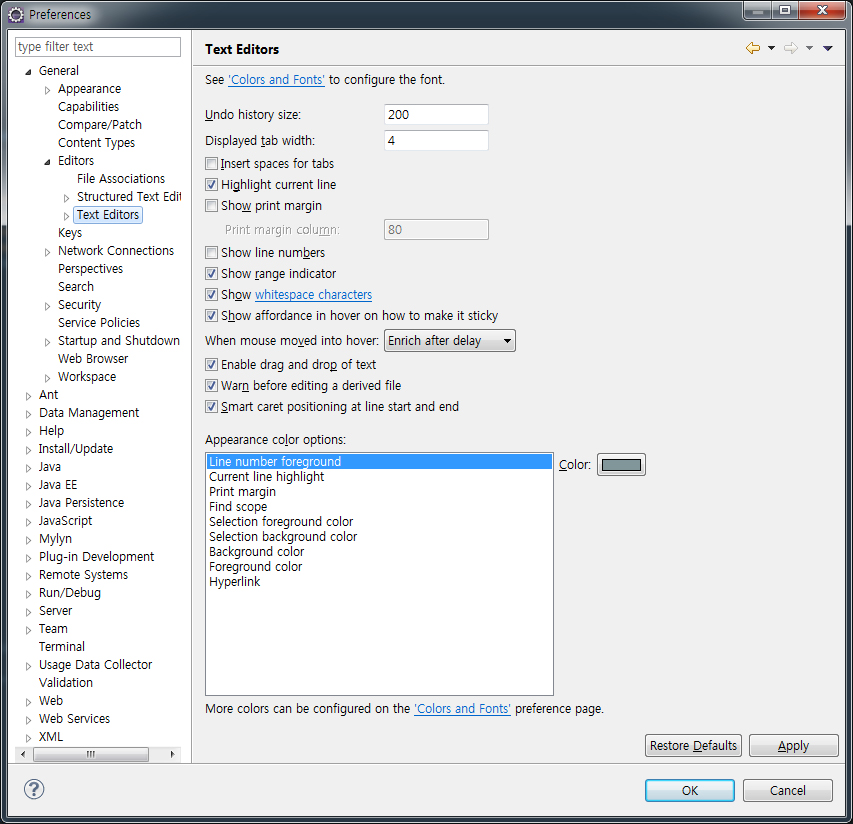 Preferences
type filter text
General
Appearance
Capabilities
Compare/Patch
Content Types
Editors
File Associations
Structured Text Edit
Text Editors
Keys
Network Connections
Perspectives
Search
Security
Service Policies
Startup and Shutdown
Web Browser
Workspace
Ant
Data Management
Help
Install/Update
Java
Java EE
Java Persistence
JavaScript
Mylyn
Plug-in Development
Remote Systems
Run/Debug
Server
Team
Terminal
Usage Data Collector
Validation
Web
Web Services
XML
Text Editors
See 'Colors and Fonts' to configure the font.
Undo history size: 200
Displayed tab width: 4
Insert spaces for tabs
Highlight current line
Show print margin
Print margin column: 80
Show line numbers
Show range indicator
Show whitespace characters
Show affordance in hover on how to make it sticky
When mouse moved into hover: Enrich after delay
Enable drag and drop of text
Warn before editing a derived file
Smart caret positioning at line start and end
Appearance color options:
Line number foreground
Current line highlight
Print margin
Find scope
Selection foreground color
Selection background color
Background color
Foreground color
Hyperlink
Color:
More colors can be configured on the 'Colors and Fonts' preference page.
Restore Defaults Apply
? OK Cancel